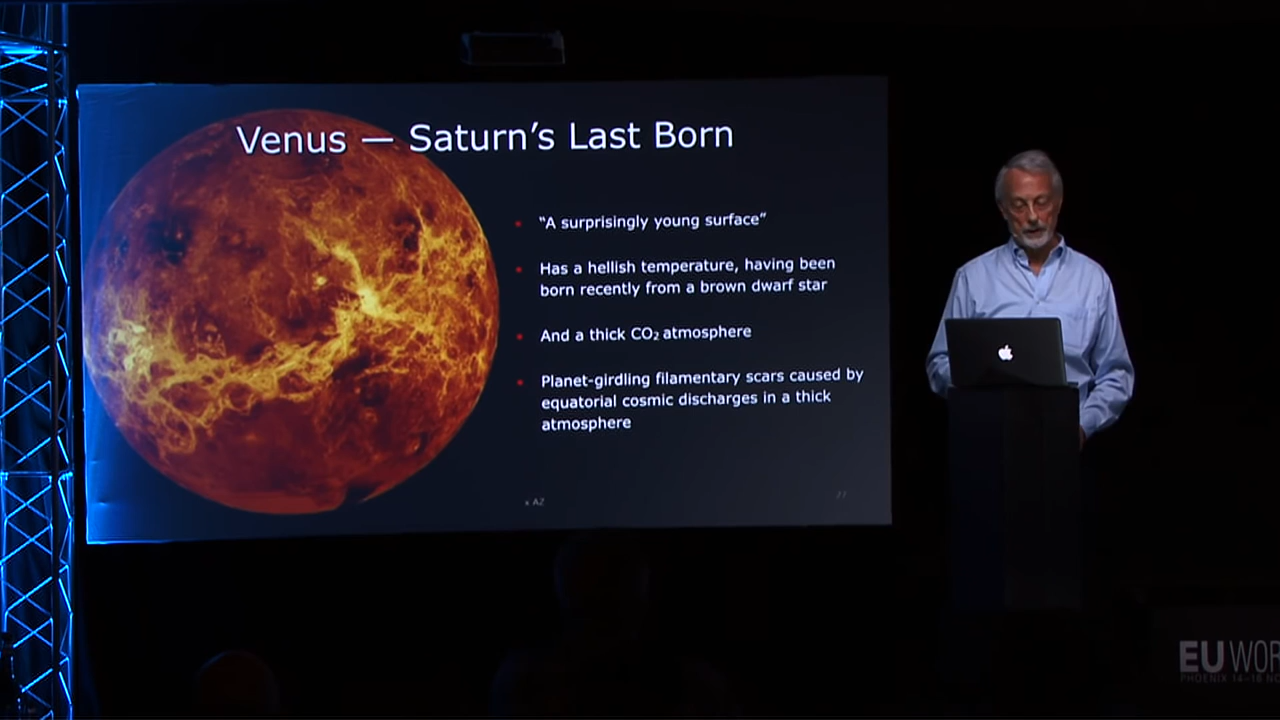 Venus — Saturn’s Last Born
“A surprisingly young surface”
Has a hellish temperature, having been
born recently from a brown dwarf star
And a thick CO₂ atmosphere
Planet-girdling filamentary scars caused by
equatorial cosmic discharges in a thick
atmosphere
AZ
EU WOR
PHOENIX 14–16 NO